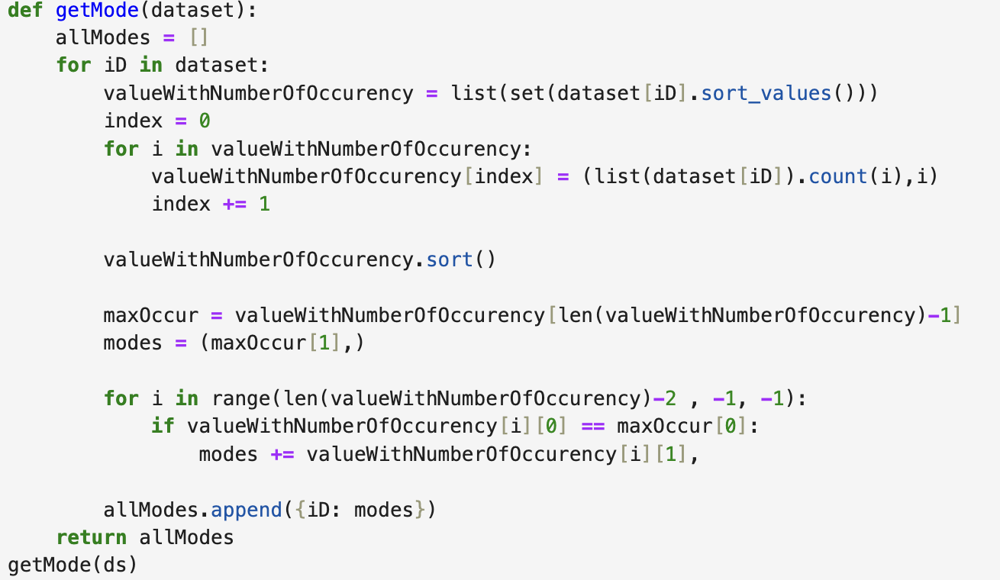 def getMode(dataset):
    allModes = []
    for iD in dataset:
        valueWithNumberOfOccurency = list(set(dataset[iD].sort_values()))
        index = 0
        for i in valueWithNumberOfOccurency:
            valueWithNumberOfOccurency[index] = (list(dataset[iD]).count(i),i)
            index += 1

        valueWithNumberOfOccurency.sort()

        maxOccur = valueWithNumberOfOccurency[len(valueWithNumberOfOccurency)-1]
        modes = (maxOccur[1],)

        for i in range(len(valueWithNumberOfOccurency)-2 , -1, -1):
            if valueWithNumberOfOccurency[i][0] == maxOccur[0]:
                modes += valueWithNumberOfOccurency[i][1],

        allModes.append({iD: modes})
    return allModes
getMode(ds)